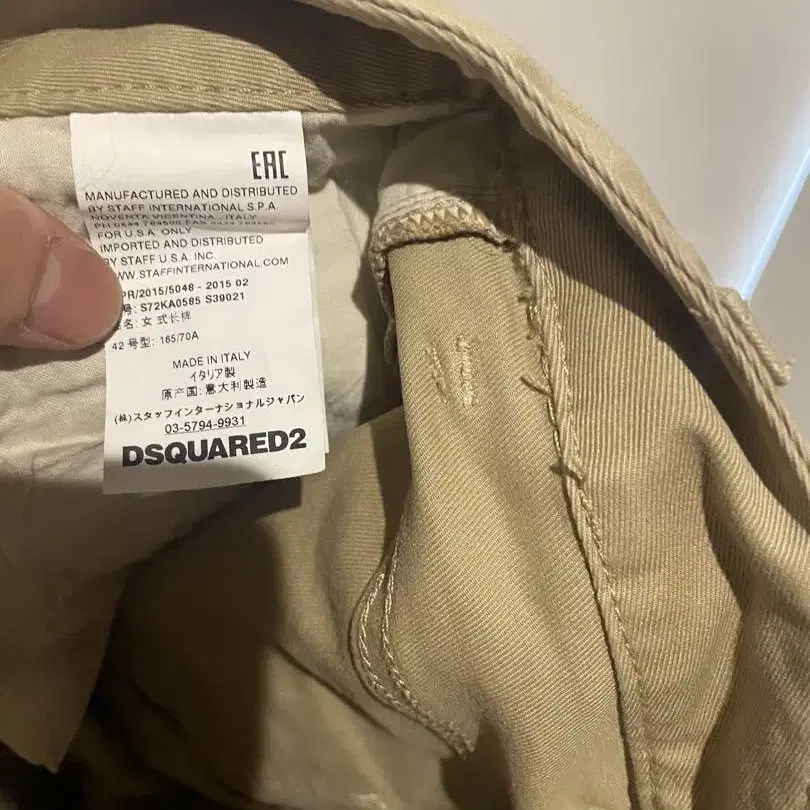 EAC
MANUFACTURED AND DISTRIBUTED
BY STAFF INTERNATIONAL S.P.A.
NOVENTA VICENTINA, ITALY
FOR U.S.A. ONLY
IMPORTED AND DISTRIBUTED
BY STAFF U.S.A. INC.
WWW.STAFFINTERNATIONAL.COM
PR/2015/5048 - 2015 02
号: S72KA0585 S39021
名: 女式长裤
42 号型: 165/70A
MADE IN ITALY
イタリア製
原产国: 意大利製造
(株)スタッフインターナショナルジャパン
03-5794-9931
DSQUARED2